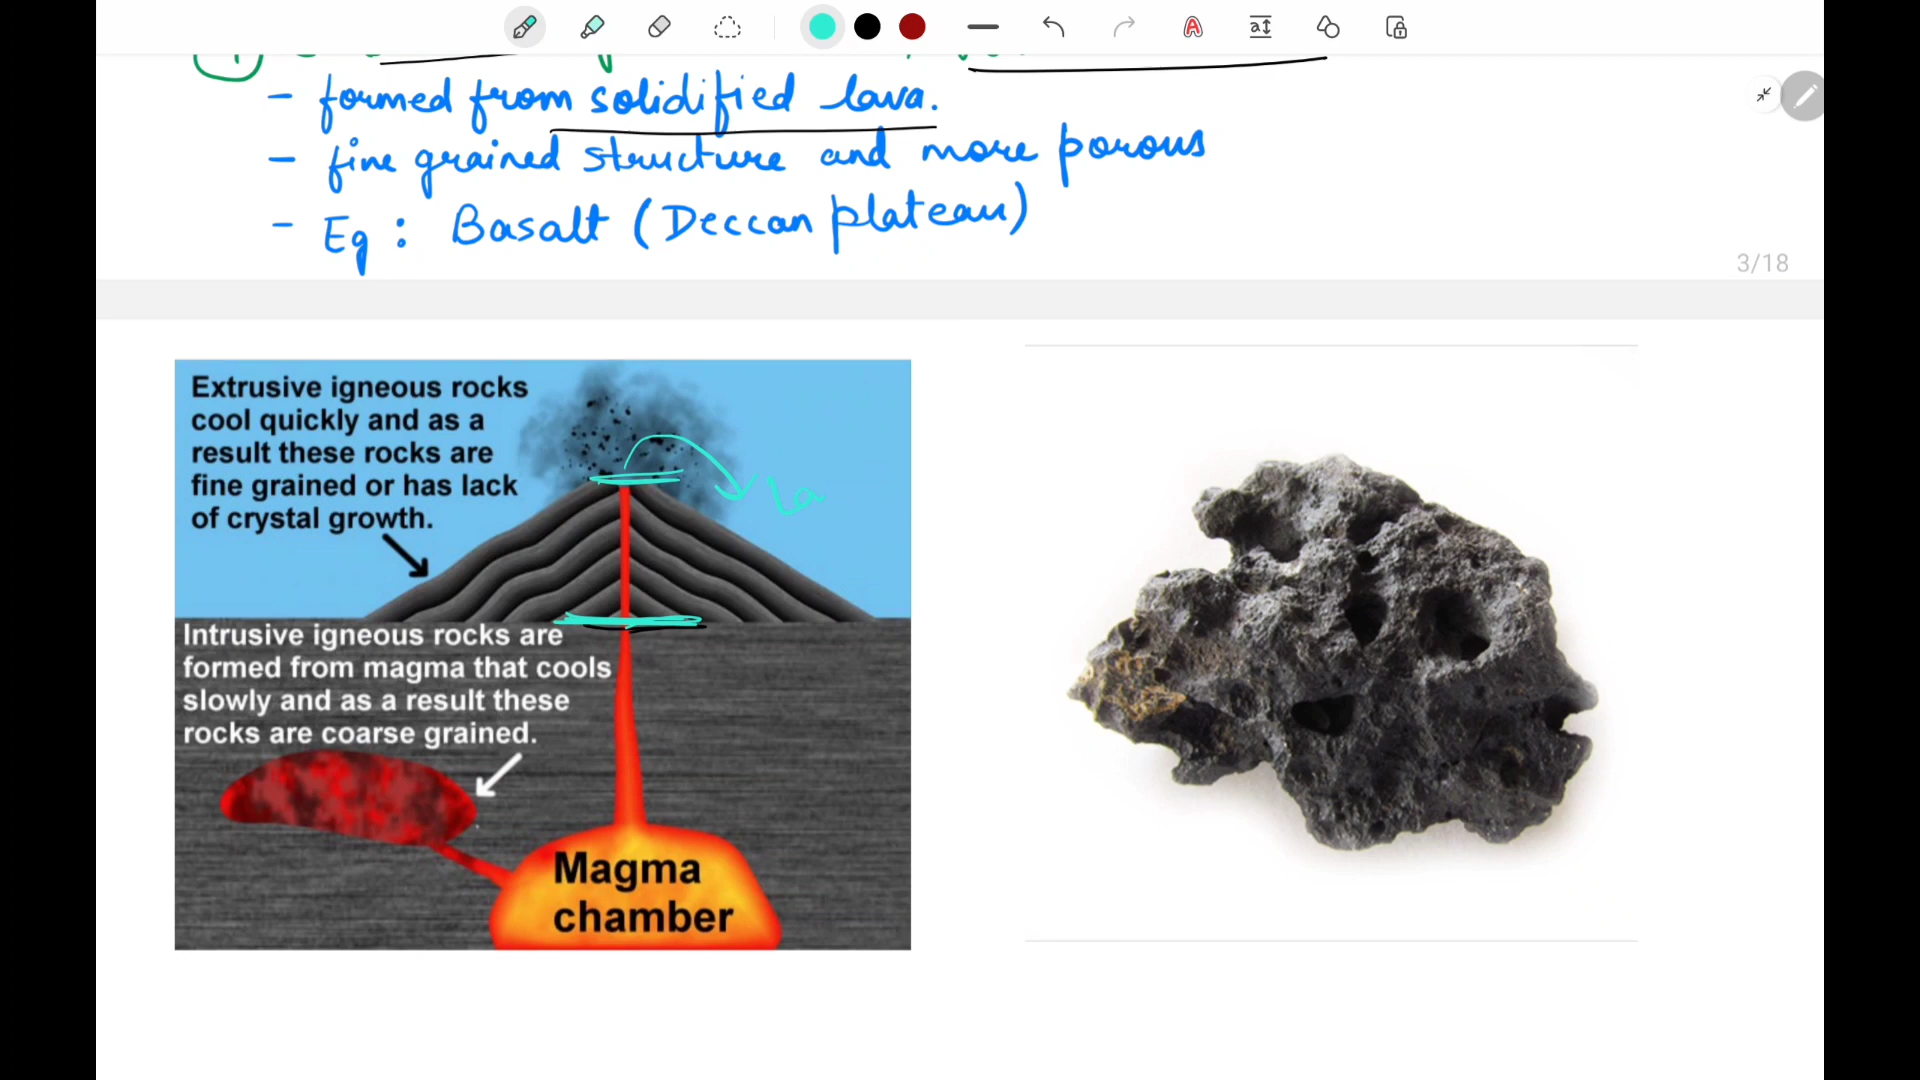 - formed from solidified lava.
- fine grained structure and more porous
- Eg : Basalt (Deccan plateau)
3/18
Extrusive igneous rocks
cool quickly and as a
result these rocks are
fine grained or has lack
of crystal growth.
la
Intrusive igneous rocks are
formed from magma that cools
slowly and as a result these
rocks are coarse grained.
Magma
chamber